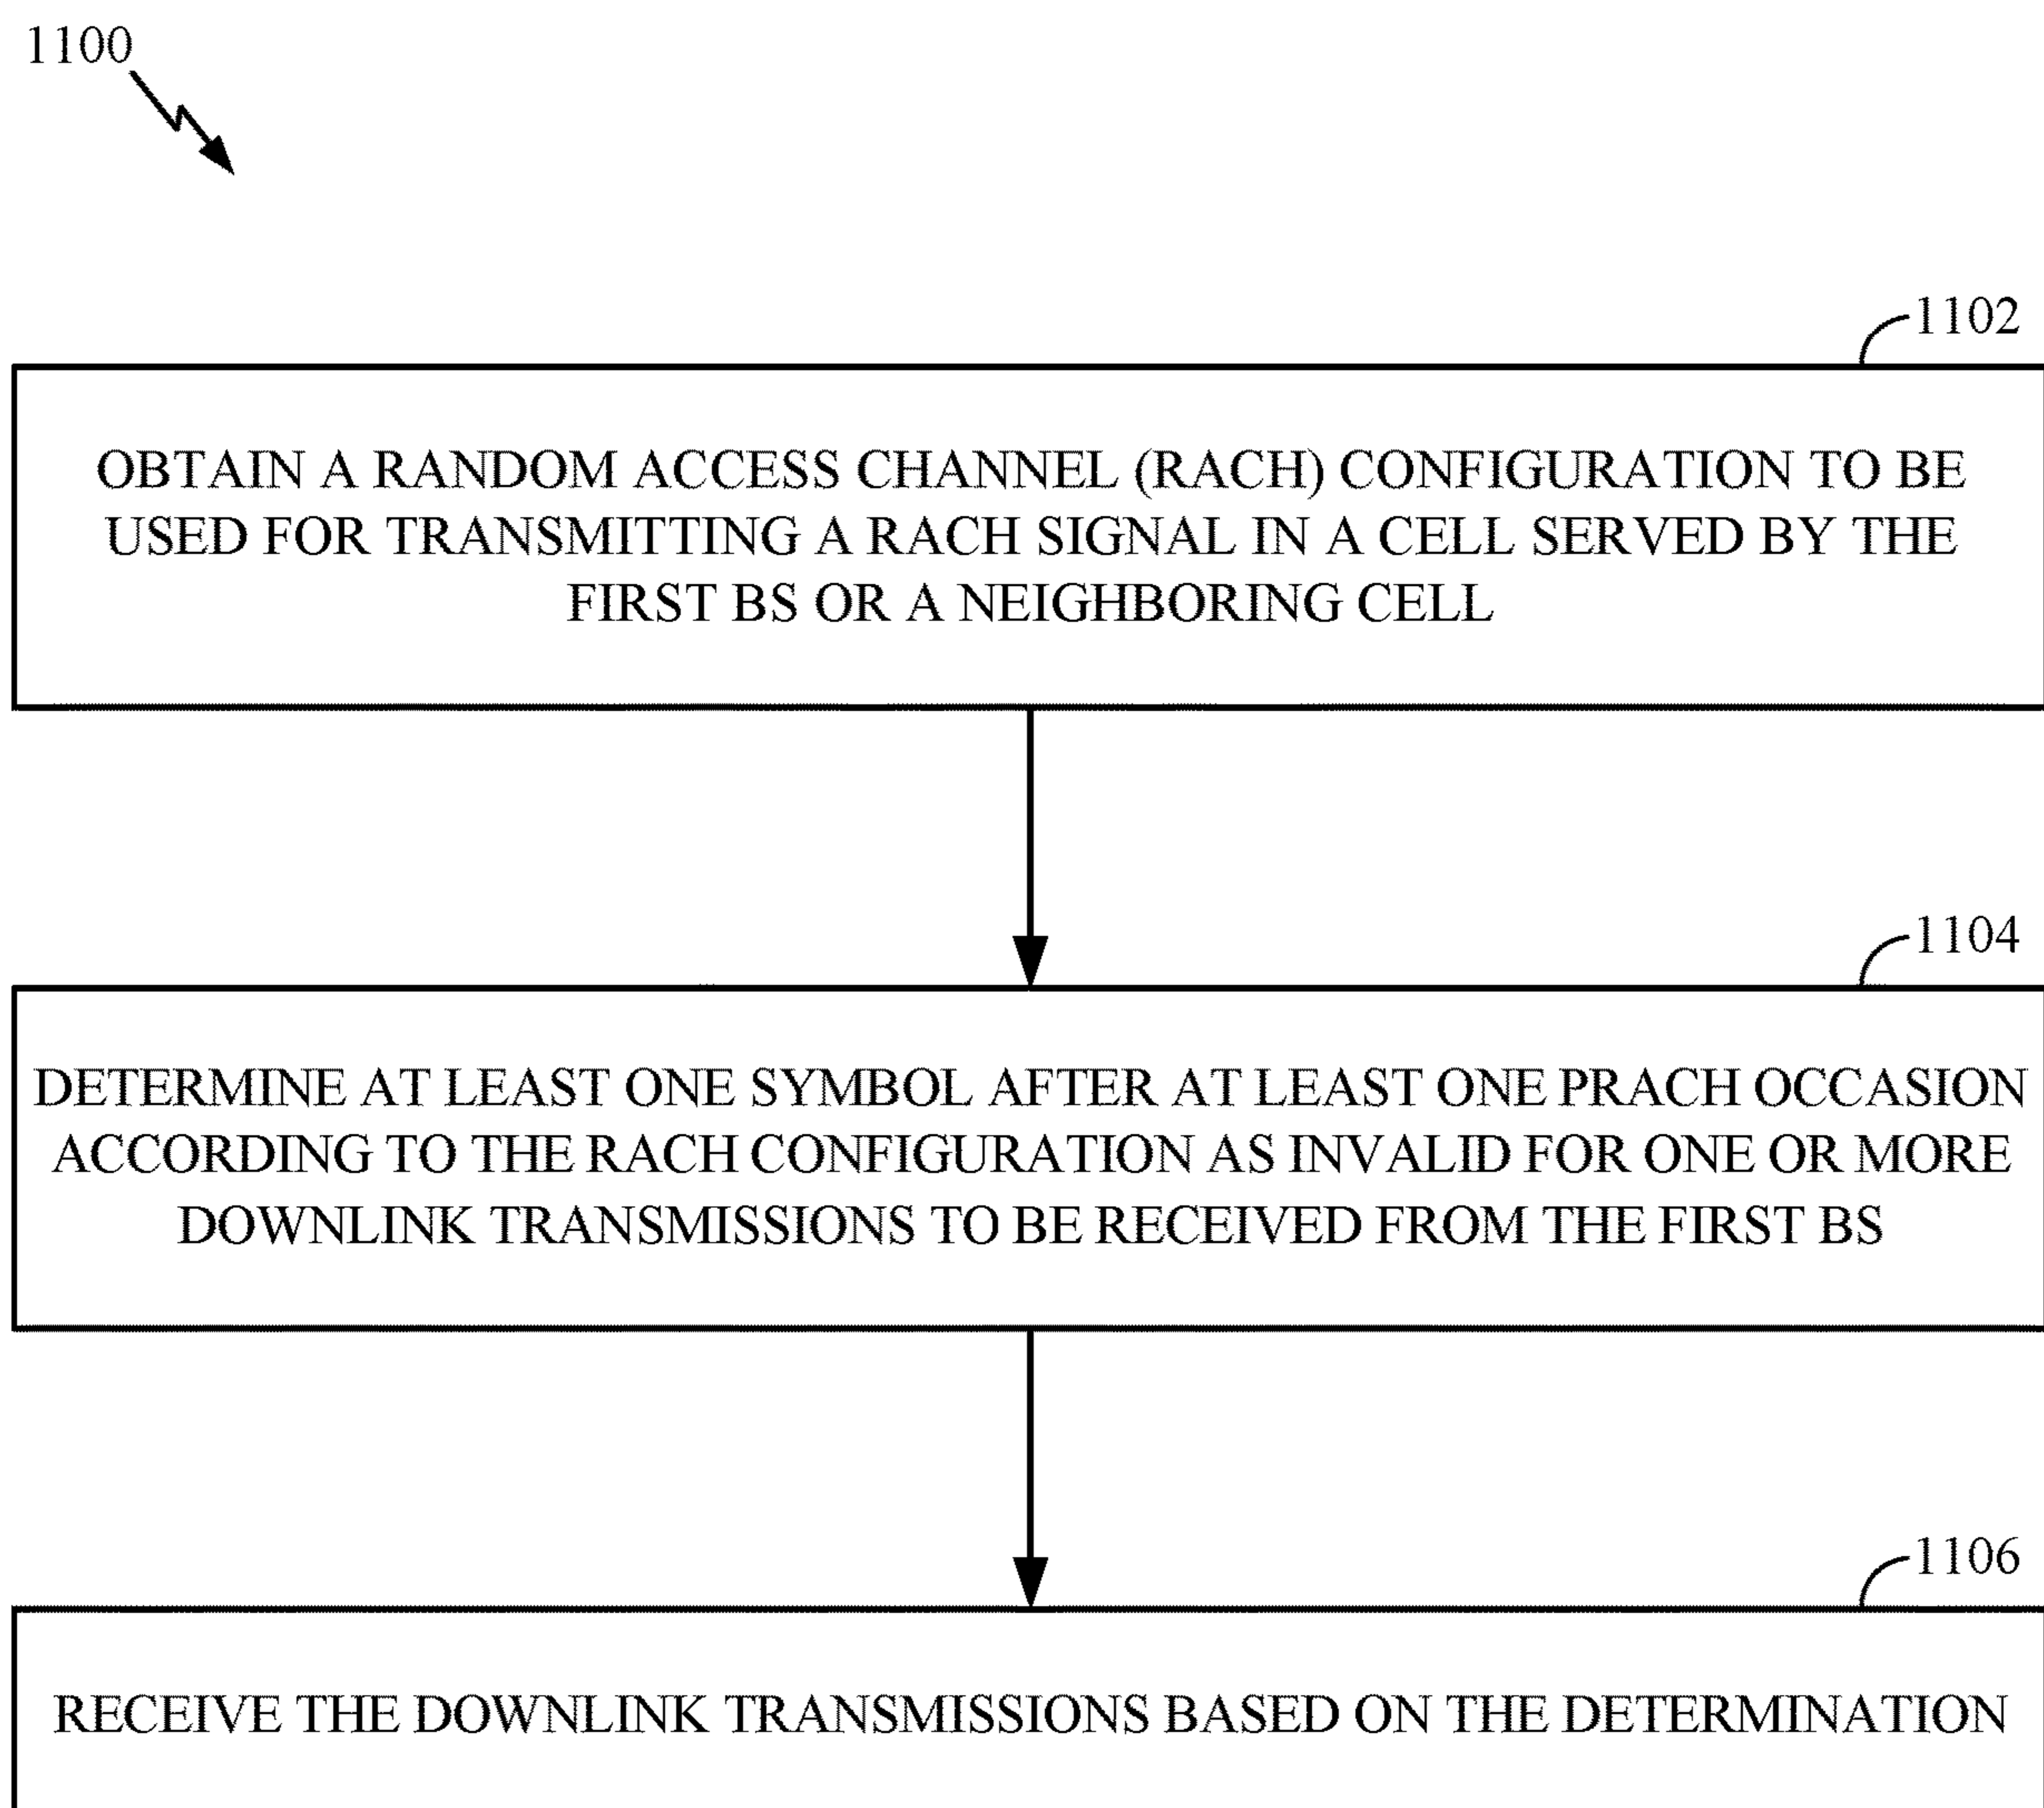 1100
1102
OBTAIN A RANDOM ACCESS CHANNEL (RACH) CONFIGURATION TO BE
USED FOR TRANSMITTING A RACH SIGNAL IN A CELL SERVED BY THE
FIRST BS OR A NEIGHBORING CELL
1104
DETERMINE AT LEAST ONE SYMBOL AFTER AT LEAST ONE PRACH OCCASION
ACCORDING TO THE RACH CONFIGURATION AS INVALID FOR ONE OR MORE
DOWNLINK TRANSMISSIONS TO BE RECEIVED FROM THE FIRST BS
1106
RECEIVE THE DOWNLINK TRANSMISSIONS BASED ON THE DETERMINATION